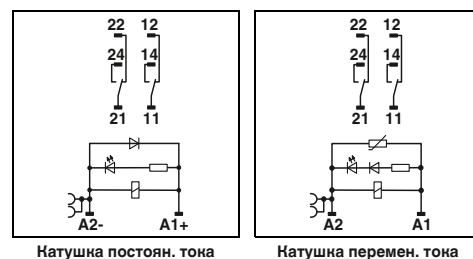 22 12 22 12
24 14 24 14
21 11 21 11
A2- A1+ A2 A1
Катушка постоян. тока Катушка перемен. тока